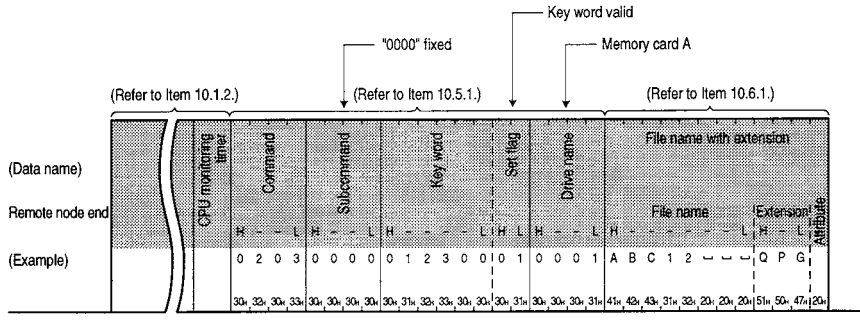 Key word valid
"0000" fixed
Memory card A
(Refer to Item 10.1.2.)
(Refer to Item 10.5.1.)
(Refer to Item 10.6.1.)
(Data name)
Remote node end
(Example)
CPU monitoring timer
Command
Subcommand
Key word
Set flag
Drive name
File name with extension
File name
Extension
Attribute
H - - L H - - L H - - - - L H L H - - L H - - - - - - L H - L
0 2 0 3 0 0 0 0 0 1 2 3 0 0 0 1 0 0 0 1 A B C 1 2 ␣ ␣ ␣ Q P G
30H 32H 30H 33H 30H 30H 30H 30H 30H 31H 32H 33H 30H 30H 30H 31H 30H 30H 30H 31H 41H 42H 43H 31H 32H 20H 20H 20H 51H 50H 47H 20H